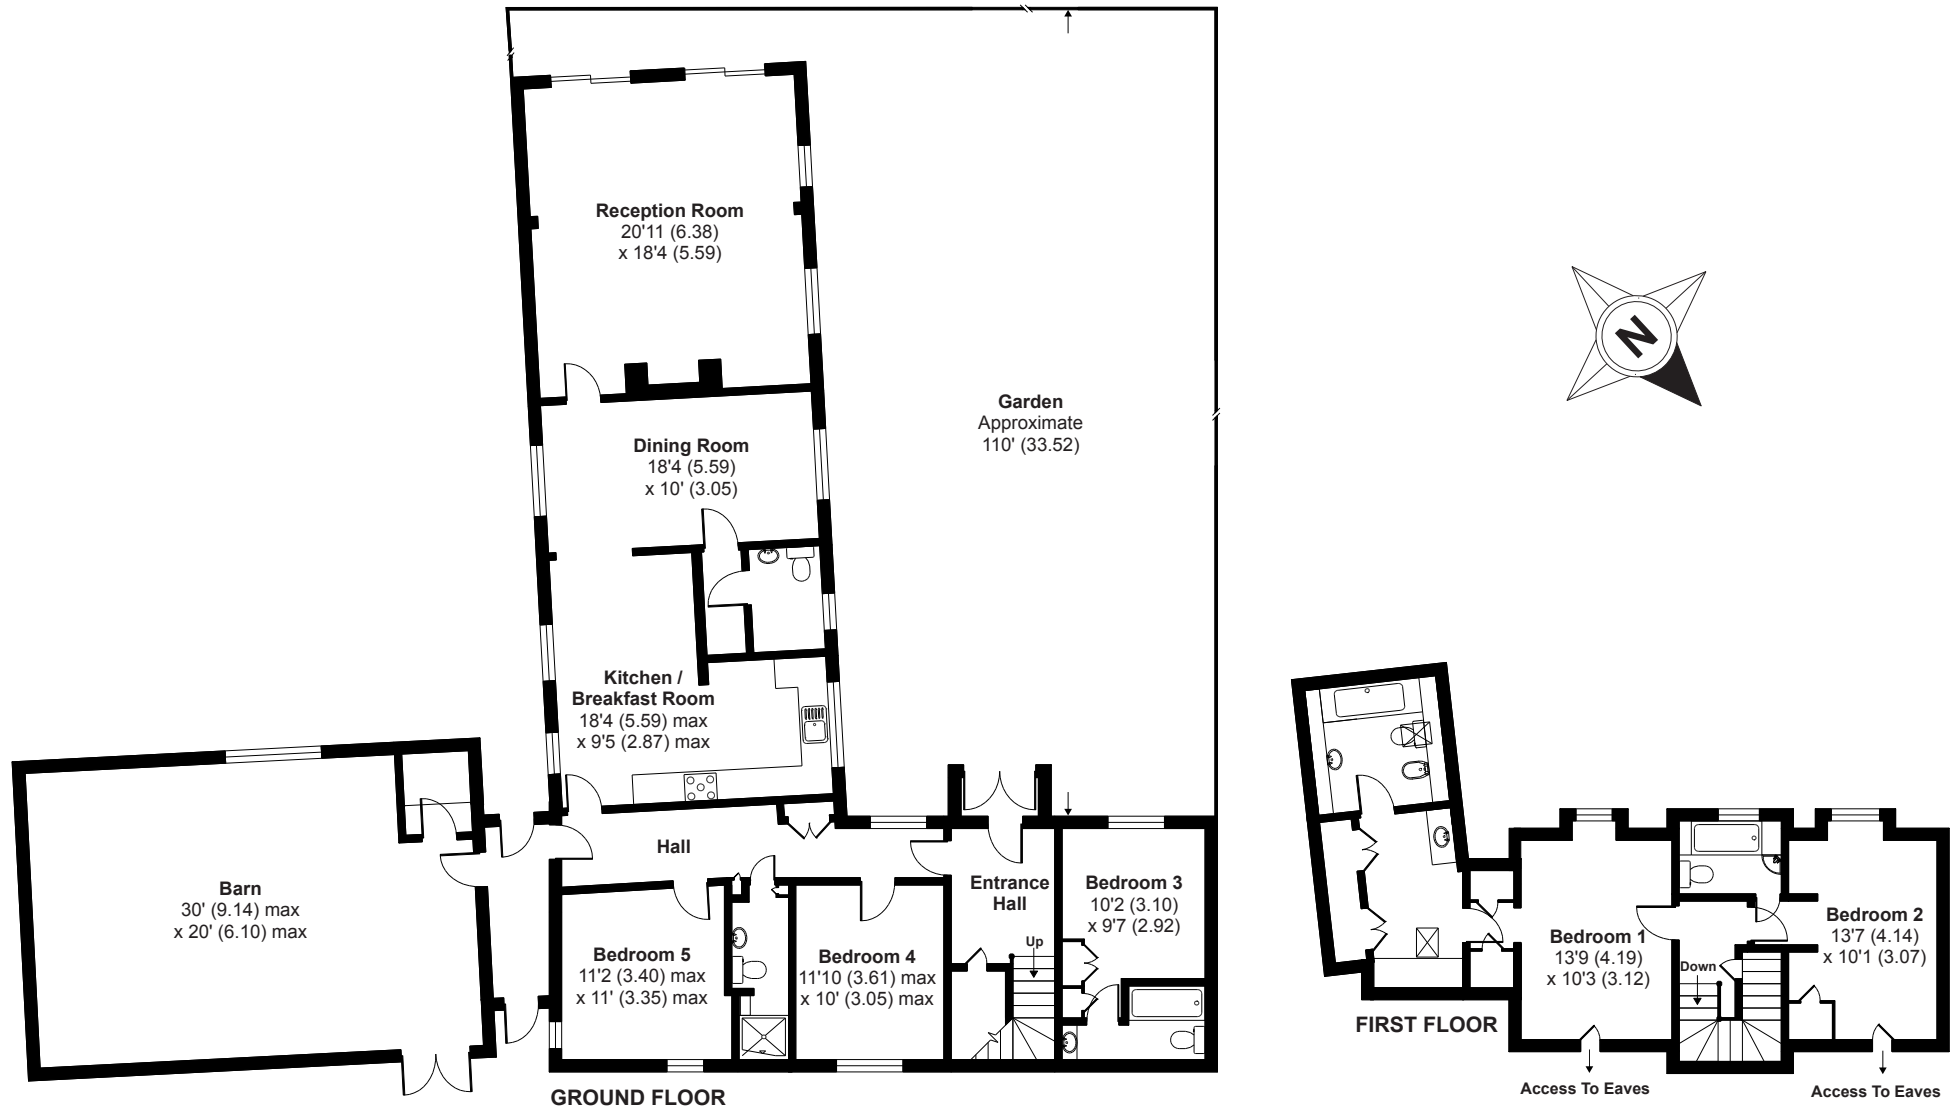 Reception Room
20'11 (6.38)
x 18'4 (5.59)
Dining Room
18'4 (5.59)
x 10' (3.05)
Garden
Approximate
110' (33.52)
N
Kitchen /
Breakfast Room
18'4 (5.59) max
x 9'5 (2.87) max
Barn
30' (9.14) max
x 20' (6.10) max
Hall
Entrance
Hall
Up
Bedroom 3
10'2 (3.10)
x 9'7 (2.92)
Bedroom 5
11'2 (3.40) max
x 11' (3.35) max
Bedroom 4
11'10 (3.61) max
x 10' (3.05) max
GROUND FLOOR
Bedroom 1
13'9 (4.19)
x 10'3 (3.12)
Down
Bedroom 2
13'7 (4.14)
x 10'1 (3.07)
FIRST FLOOR
Access To Eaves
Access To Eaves